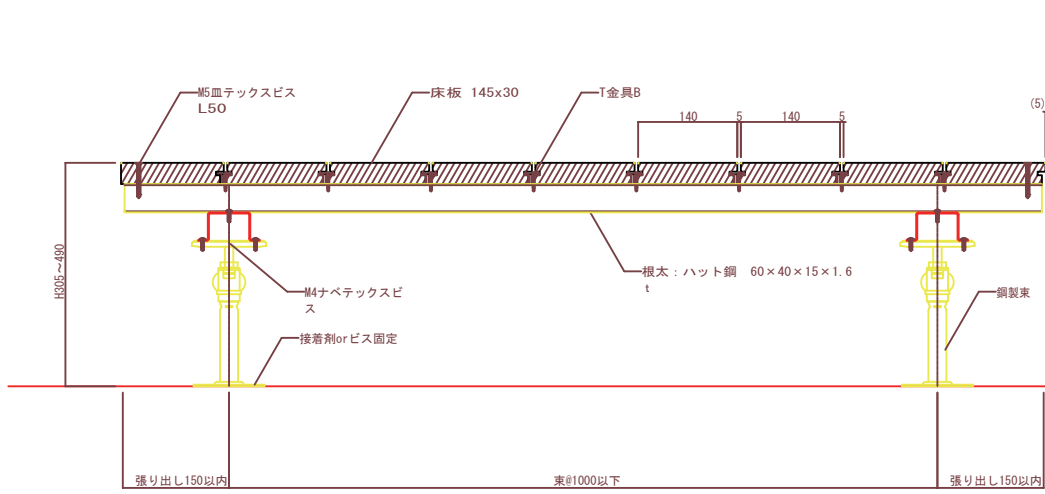 M5皿テックスビス
L50
床板 145x30
T金具B
140
5
140
5
(5)
H305～490
根太：ハット鋼 60×40×15×1.6
t
M4ナベテックスビ
ス
鋼製束
接着剤orビス固定
張り出し150以内
束@1000以下
張り出し150以内